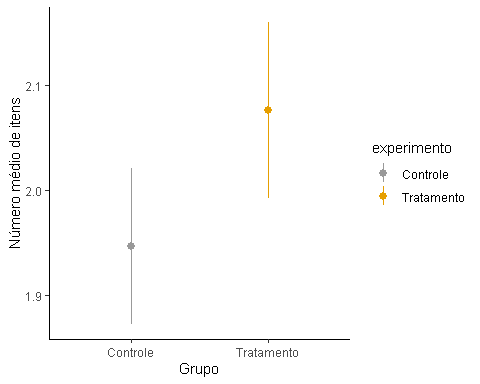 Número médio de itens
2.1
2.0
1.9
Controle
Tratamento
Grupo
experimento
Controle
Tratamento